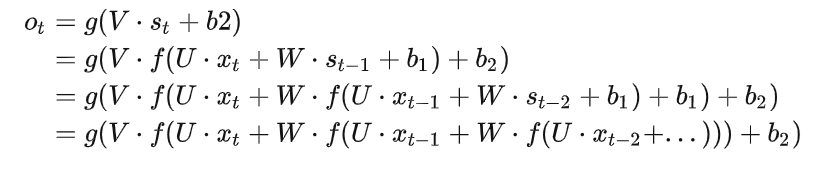 o_t = g(V · s_t + b2)
= g(V · f(U · x_t + W · s_{t−1} + b_1) + b_2)
= g(V · f(U · x_t + W · f(U · x_{t−1} + W · s_{t−2} + b_1) + b_1) + b_2)
= g(V · f(U · x_t + W · f(U · x_{t−1} + W · f(U · x_{t−2}+...))) + b_2)